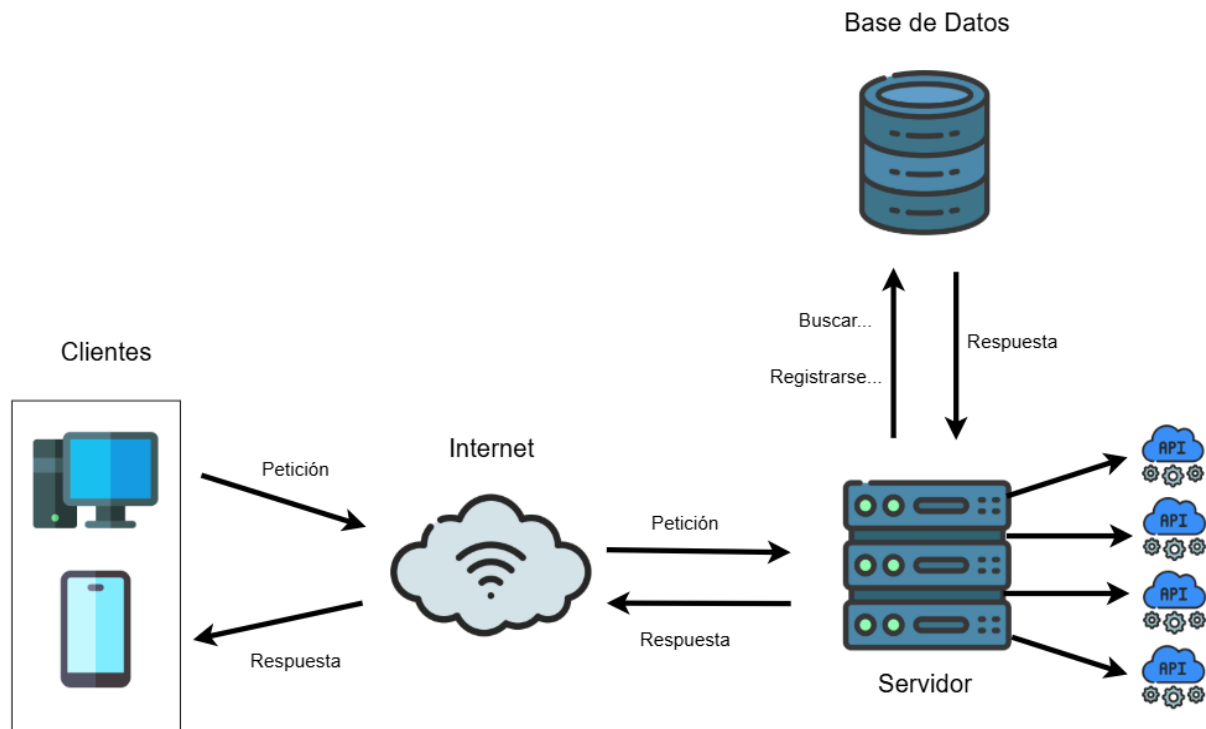 Base de Datos
Buscar...
Respuesta
Registrarse...
Clientes
Internet
Petición
Petición
Respuesta
Respuesta
Servidor
API
API
API
API